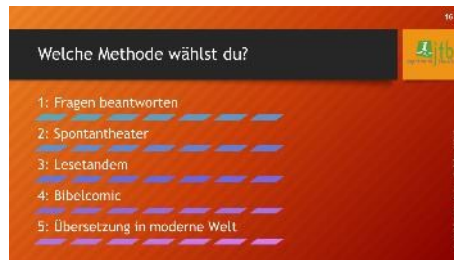 16
Welche Methode wählst du?
jtb
1: Fragen beantworten
2: Spontantheater
3: Lesetandem
4: Bibelcomic
5: Übersetzung in moderne Welt